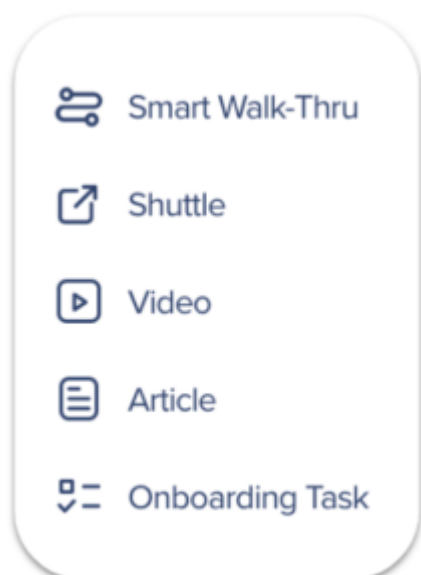 Smart Walk-Thru
Shuttle
Video
Article
Onboarding Task